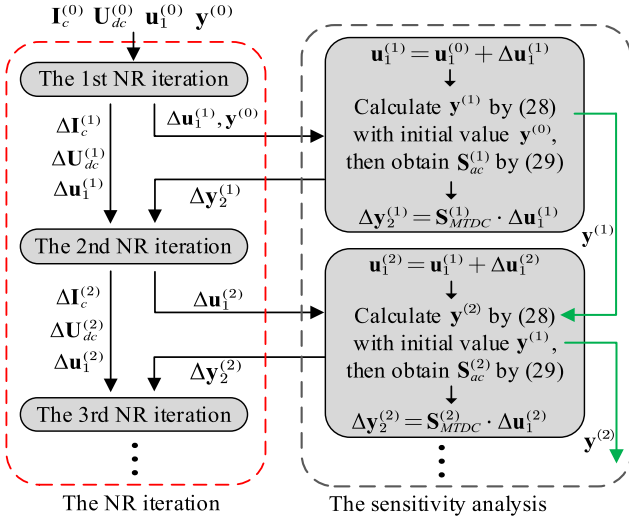 𝐈_c^(0) 𝐔_dc^(0) 𝐮_1^(0) 𝐲^(0)
The 1st NR iteration
Δ𝐈_c^(1)
Δ𝐔_dc^(1)
Δ𝐮_1^(1)
Δ𝐮_1^(1), 𝐲^(0)
Δ𝐲_2^(1)
The 2nd NR iteration
Δ𝐈_c^(2)
Δ𝐔_dc^(2)
Δ𝐮_1^(2)
Δ𝐮_1^(2)
Δ𝐲_2^(2)
The 3rd NR iteration
The NR iteration
𝐮_1^(1) = 𝐮_1^(0) + Δ𝐮_1^(1)
Calculate 𝐲^(1) by (28)
with initial value 𝐲^(0),
then obtain 𝐒_ac^(1) by (29)
Δ𝐲_2^(1) = 𝐒_MTDC^(1) · Δ𝐮_1^(1)
𝐲^(1)
𝐮_1^(2) = 𝐮_1^(1) + Δ𝐮_1^(2)
Calculate 𝐲^(2) by (28)
with initial value 𝐲^(1),
then obtain 𝐒_ac^(2) by (29)
Δ𝐲_2^(2) = 𝐒_MTDC^(2) · Δ𝐮_1^(2)
𝐲^(2)
The sensitivity analysis